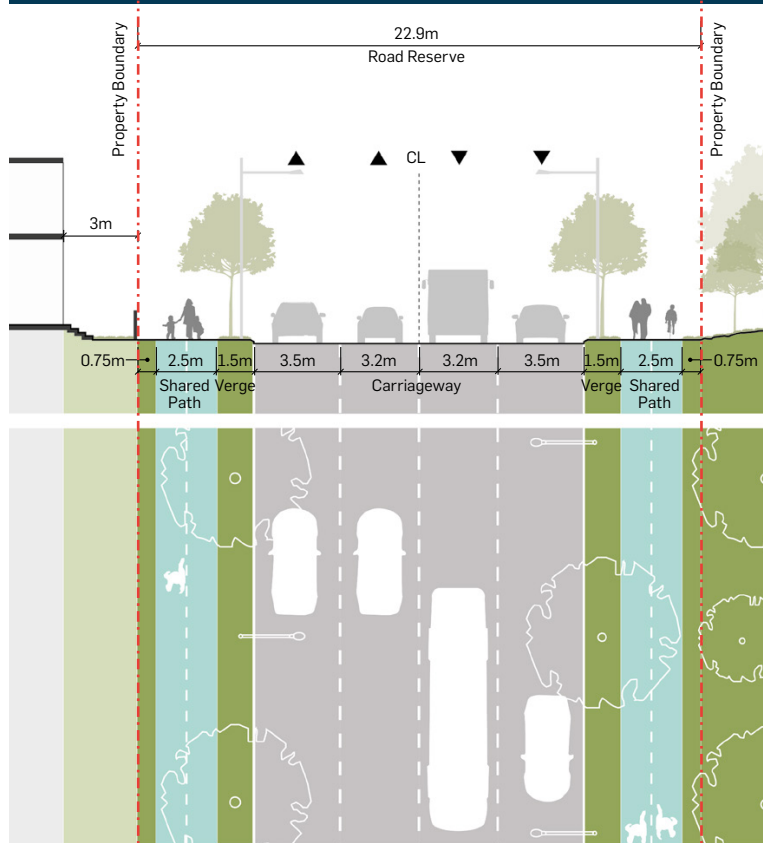 22.9m
Road Reserve
Property Boundary
Property Boundary
CL
3m
0.75m
2.5m
1.5m
3.5m
3.2m
3.2m
3.5m
1.5m
2.5m
0.75m
Shared
Path
Verge
Carriageway
Verge
Shared
Path